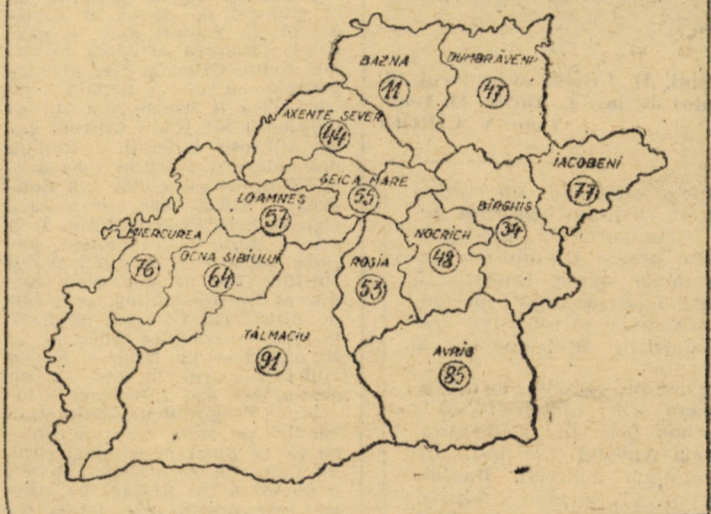 BAZNA
11
DUMBRĂVENI
47
AXENTE SEVER
44
IACOBENI
77
ȘEICA MARE
55
LOAMNEȘ
57
BÎRGHIȘ
34
MIERCUREA
76
OCNA SIBIULUI
64
NOCRICH
48
ROȘIA
53
TĂLMACIU
91
AVRIG
85